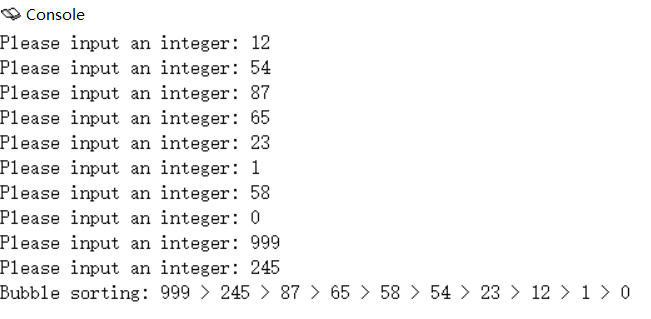 Console
Please input an integer: 12
Please input an integer: 54
Please input an integer: 87
Please input an integer: 65
Please input an integer: 23
Please input an integer: 1
Please input an integer: 58
Please input an integer: 0
Please input an integer: 999
Please input an integer: 245
Bubble sorting: 999 > 245 > 87 > 65 > 58 > 54 > 23 > 12 > 1 > 0